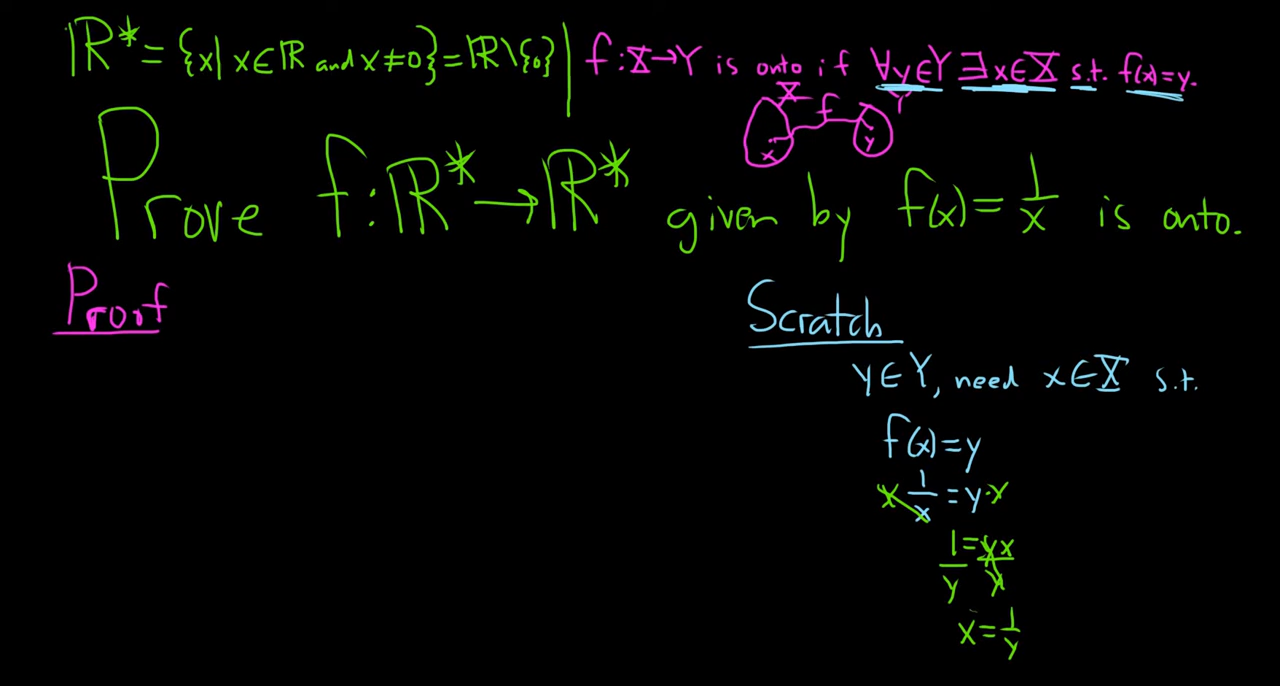 ℝ* = {x| x∈ℝ and x≠0} = ℝ\{0}
f: X→Y is onto if ∀y∈Y ∃x∈X s.t. f(x)=y.
X f Y
x y
Prove f: ℝ* → ℝ* given by f(x) = 1/x is onto.
Proof
Scratch
y∈Y, need x∈X s.t.
f(x)=y
x · 1/x = y·x
1/y = yx/y
x = 1/y